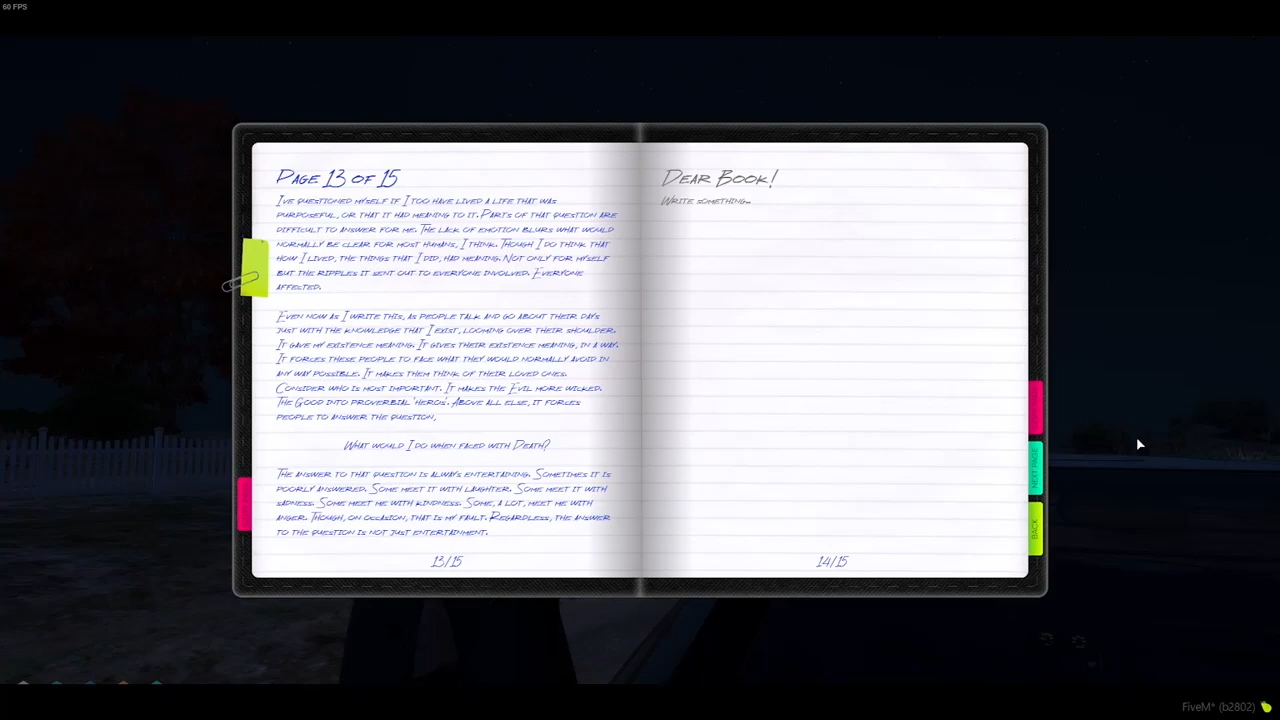 60 FPS
Page 13 of 15
I've questioned myself if I too have lived a life that was
purposeful, or that it had meaning to it. Parts of that question are
difficult to answer for me. The lack of emotion blurs what would
normally be clear for most humans, I think. Though I do think that
how I lived, the things that I did, had meaning. Not only for myself
but the ripples it sent out to everyone involved. Everyone
affected.
Even now as I write this, as people talk and go about their days
just with the knowledge that I exist, looming over their shoulder.
It gave my existence meaning. It gives their existence meaning, in a way.
It forces these people to face what they would normally avoid in
any way possible. It makes them think of their loved ones.
Consider who is most important. It makes the Evil more wicked.
The Good into proverbial 'heros'. Above all else, it forces
people to answer the question,
What would I do when faced with Death?
The answer to that question is always entertaining. Sometimes it is
poorly answered. Some meet it with laughter. Some meet it with
sadness. Some meet me with kindness. Some, a lot, meet me with
anger. Though, on occasion, that is my fault. Regardless, the answer
to the question is not just entertainment.
13/15
Dear Book!
Write something...
14/15
NEXT PAGE
BACK
FiveM* (b2802)